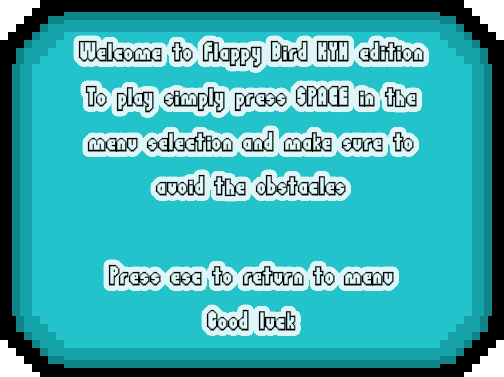 Welcome to Flappy Bird KYN edition
To play simply press SPACE in the
menu selection and make sure to
avoid the obstacles
Press esc to return to menu
Good luck